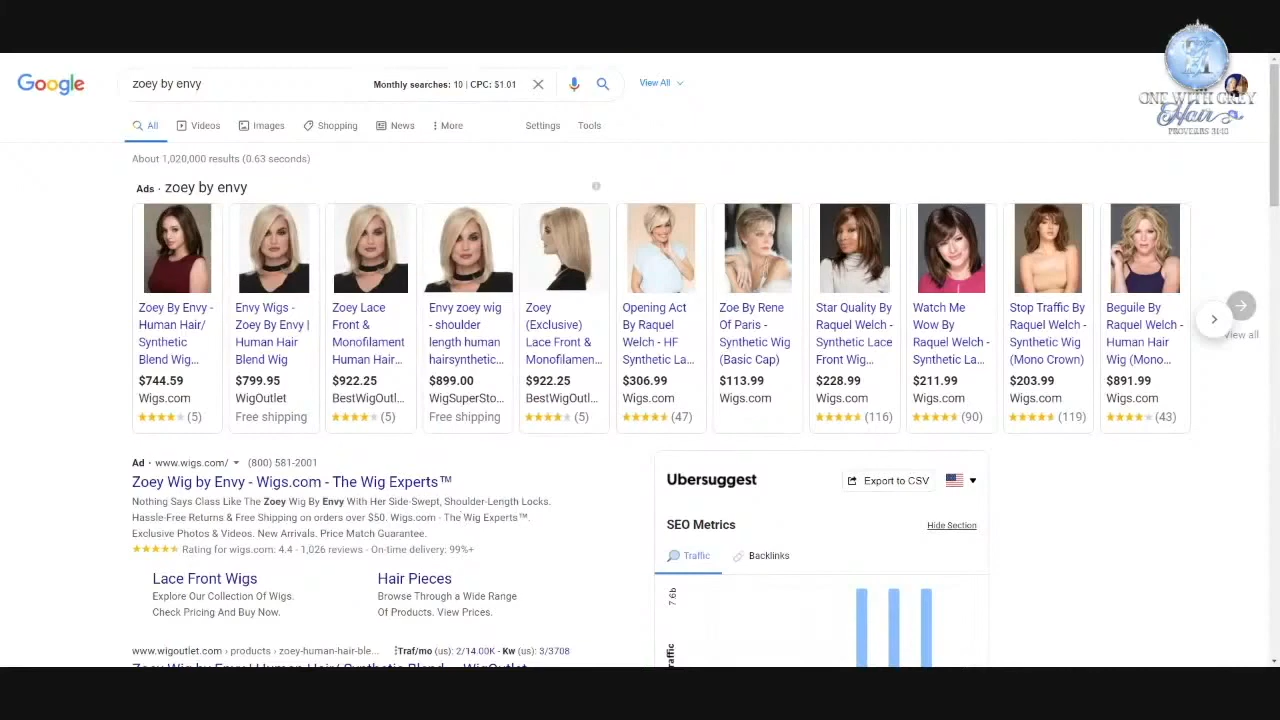 Google
zoey by envy
Monthly searches: 10 | CPC: $1.01
View All
ONE WITH GREY
Hair
PROVERBS 31:10
All
Videos
Images
Shopping
News
More
Settings
Tools
About 1,020,000 results (0.63 seconds)
Ads · zoey by envy
Zoey By Envy -
Human Hair/
Synthetic
Blend Wig...
$744.59
Wigs.com
(5)
Envy Wigs -
Zoey By Envy |
Human Hair
Blend Wig
$799.95
WigOutlet
Free shipping
Zoey Lace
Front &
Monofilament
Human Hair...
$922.25
BestWigOutl...
(5)
Envy zoey wig
- shoulder
length human
hairsynthetic...
$899.00
WigSuperSto...
Free shipping
Zoey
(Exclusive)
Lace Front &
Monofilamen...
$922.25
BestWigOutl...
(5)
Opening Act
By Raquel
Welch - HF
Synthetic La...
$306.99
Wigs.com
(47)
Zoe By Rene
Of Paris -
Synthetic Wig
(Basic Cap)
$113.99
Wigs.com
Star Quality By
Raquel Welch -
Synthetic Lace
Front Wig...
$228.99
Wigs.com
(116)
Watch Me
Wow By
Raquel Welch -
Synthetic La...
$211.99
Wigs.com
(90)
Stop Traffic By
Raquel Welch -
Synthetic Wig
(Mono Crown)
$203.99
Wigs.com
(119)
Beguile By
Raquel Welch -
Human Hair
Wig (Mono...
$891.99
Wigs.com
(43)
View all
Ad · www.wigs.com/ (800) 581-2001
Zoey Wig by Envy - Wigs.com - The Wig Experts™
Nothing Says Class Like The Zoey Wig By Envy With Her Side-Swept, Shoulder-Length Locks.
Hassle-Free Returns & Free Shipping on orders over $50. Wigs.com - The Wig Experts™.
Exclusive Photos & Videos. New Arrivals. Price Match Guarantee.
Rating for wigs.com: 4.4 - 1,026 reviews - On-time delivery: 99%+
Lace Front Wigs
Explore Our Collection Of Wigs.
Check Pricing And Buy Now.
Hair Pieces
Browse Through a Wide Range
Of Products. View Prices.
www.wigoutlet.com › products › zoey-human-hair-ble...
Traf/mo (us): 2/14.00K - Kw (us): 3/3708
Zoey Wig by Envy | Human Hair/ Synthetic Blend – WigOutlet
Ubersuggest
Export to CSV
SEO Metrics
Hide Section
Traffic
Backlinks
7.6b
Traffic